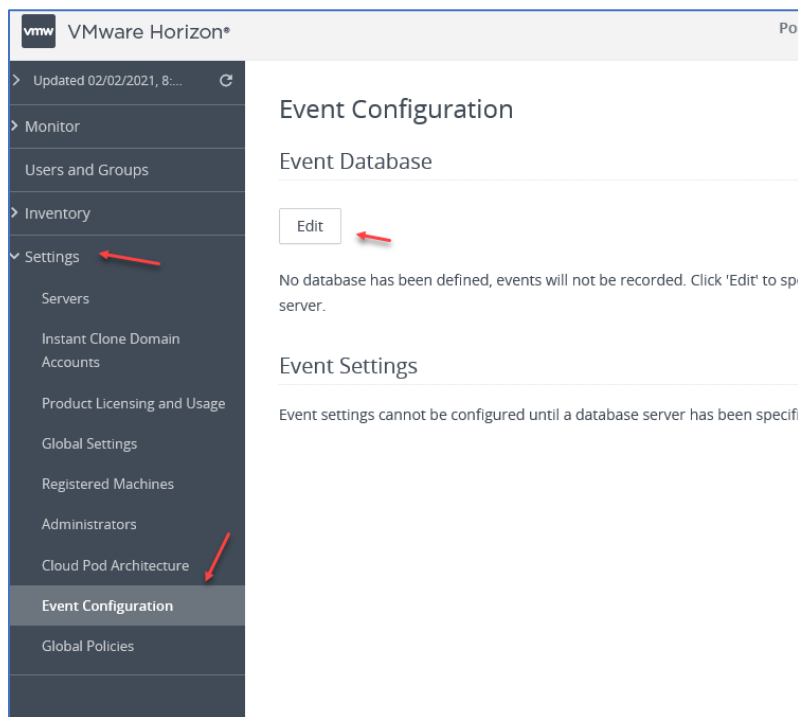 vmw VMware Horizon®
Updated 02/02/2021, 8:...
Monitor
Users and Groups
Inventory
Settings
Servers
Instant Clone Domain
Accounts
Product Licensing and Usage
Global Settings
Registered Machines
Administrators
Cloud Pod Architecture
Event Configuration
Global Policies
Event Configuration
Event Database
Edit
No database has been defined, events will not be recorded. Click 'Edit' to
server.
Event Settings
Event settings cannot be configured until a database server has been